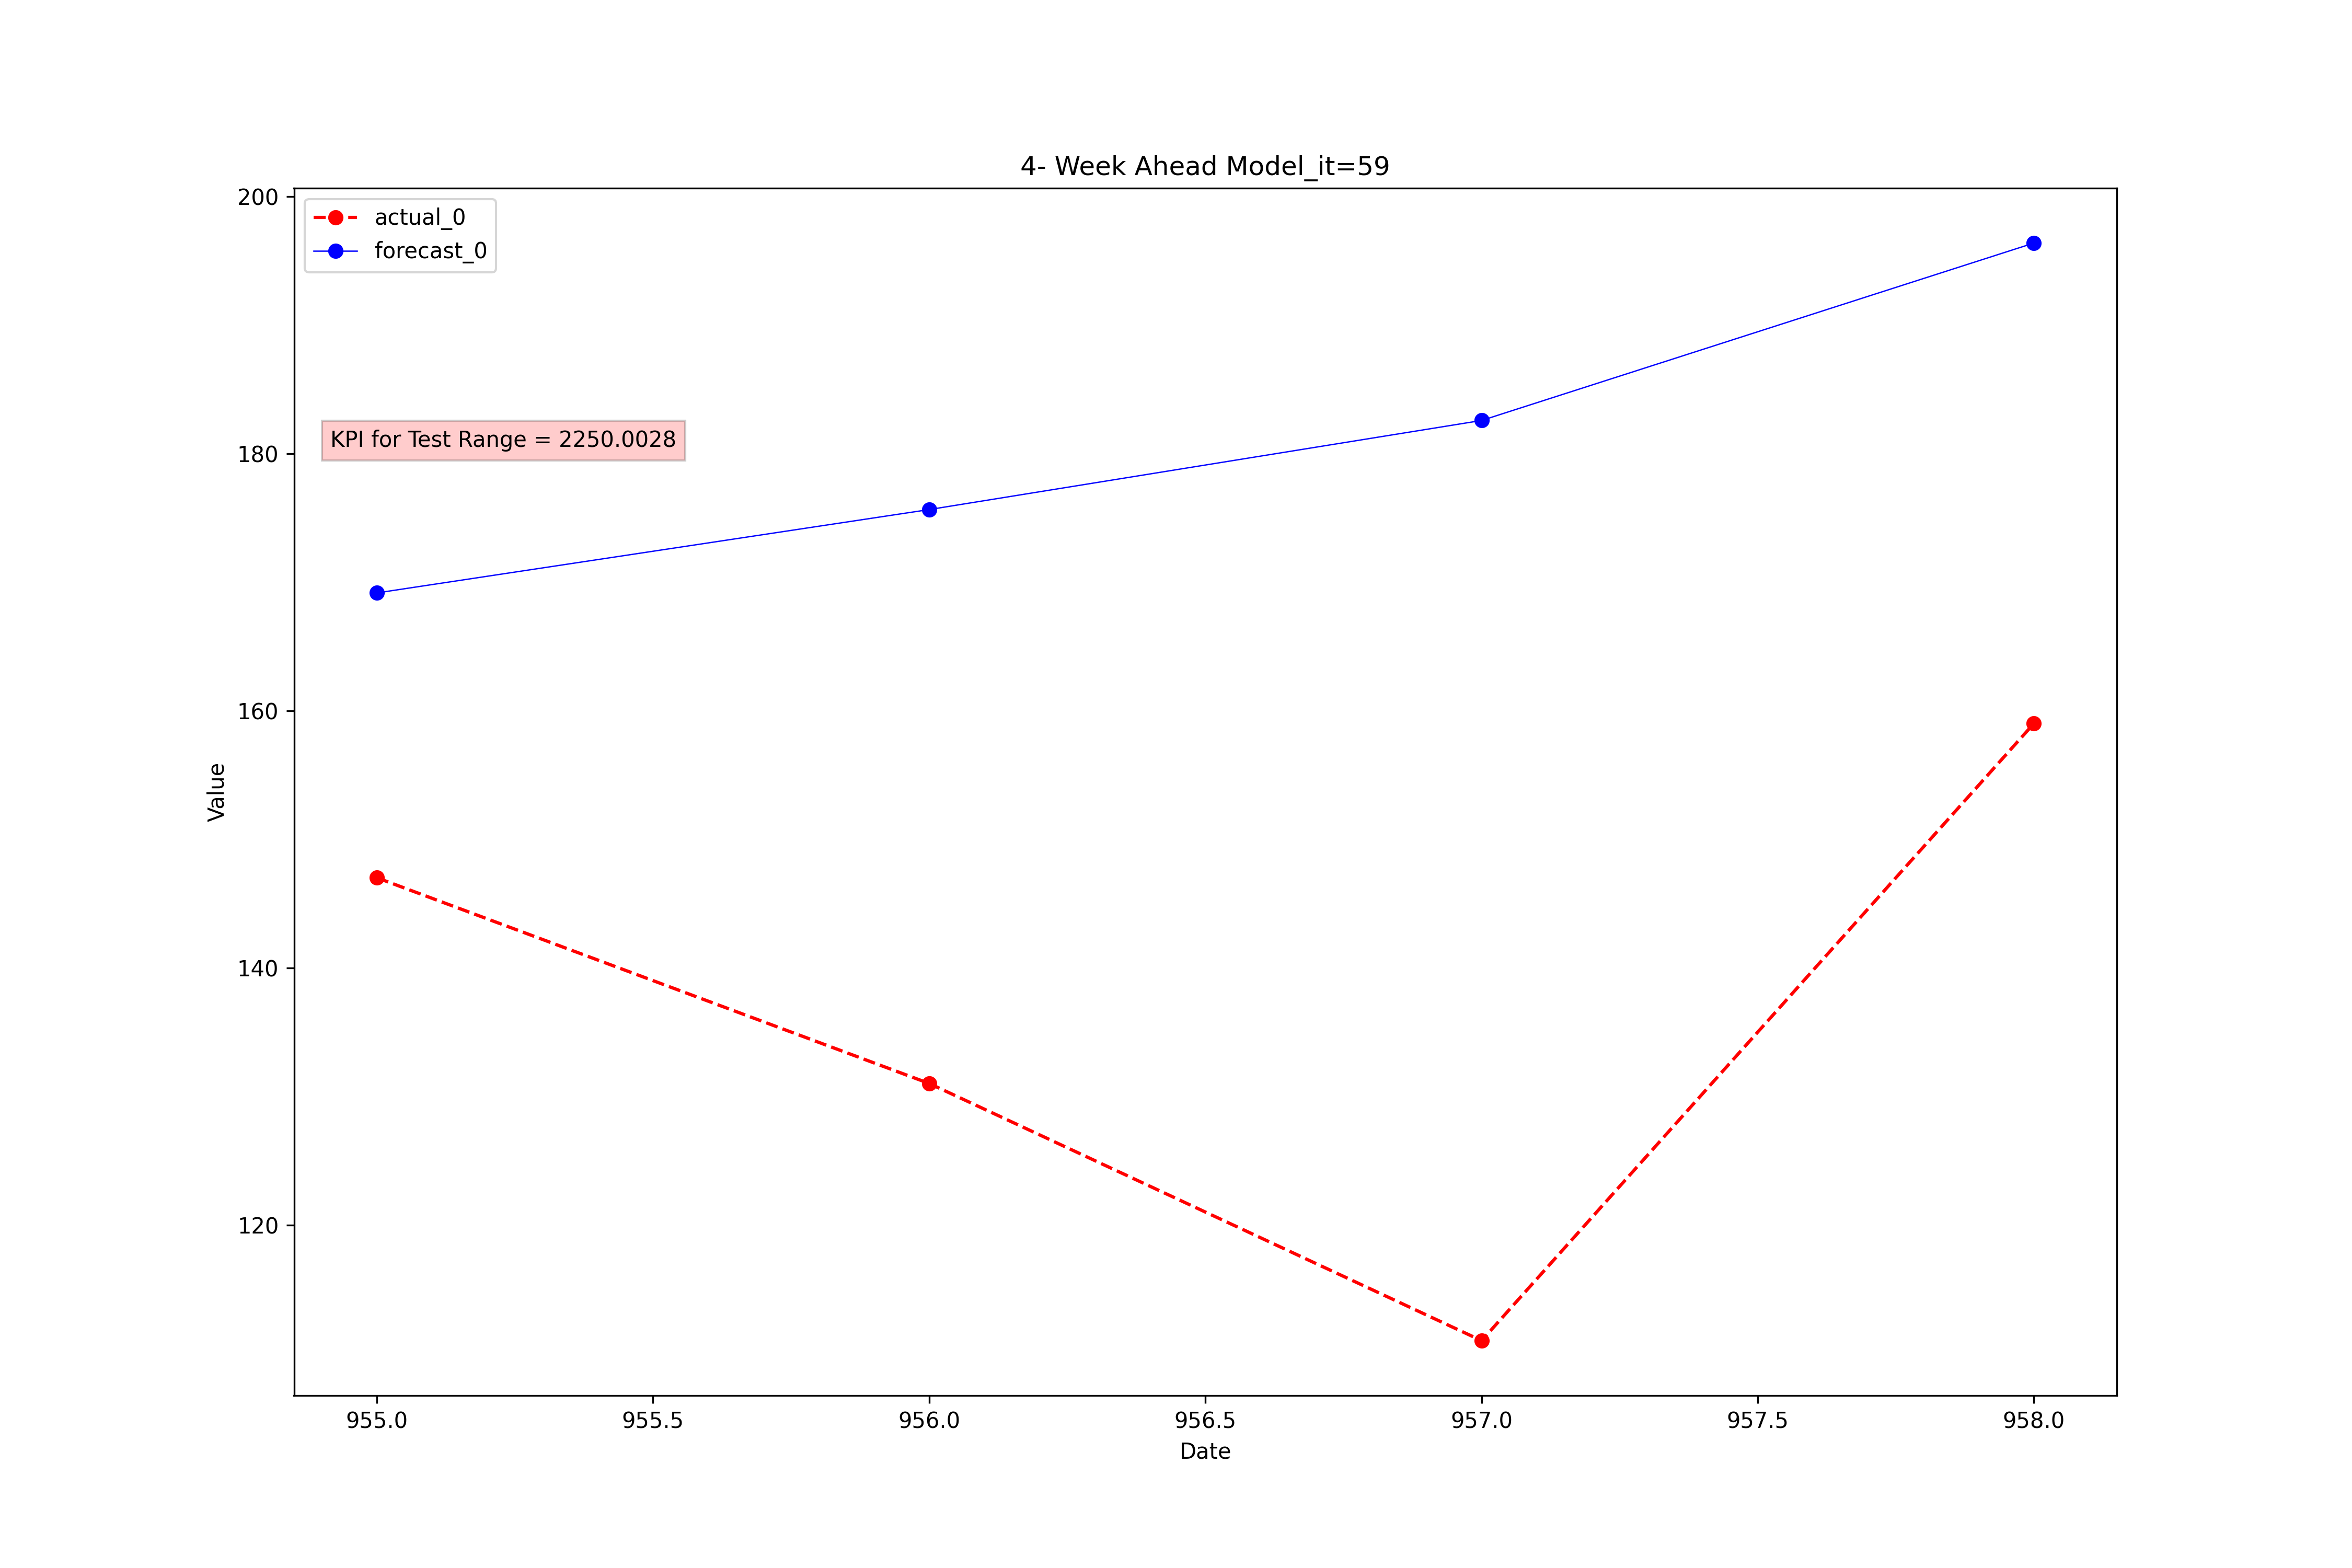 4- Week Ahead Model_it=59
200
180
160
140
120
Value
actual_0
forecast_0
KPI for Test Range = 2250.0028
955.0 955.5 956.0 956.5 957.0 957.5 958.0
Date